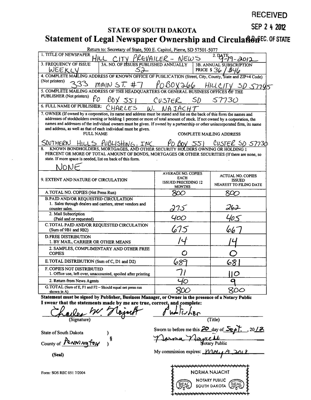 RECEIVED
SEP 24 2012
S.D. SEC. OF STATE
STATE OF SOUTH DAKOTA
Statement of Legal Newspaper Ownership and Circulation
Return to: Secretary of State, 500 E. Capitol, Pierre, SD 57501-5077
1. TITLE OF NEWSPAPER HILL CITY PREVAILER - NEWS
2. DATE 9-19-2012
3. FREQUENCY OF ISSUE WEEKLY
3A. NO. OF ISSUES PUBLISHED ANNUALLY 52
3B. ANNUAL SUBSCRIPTION PRICE $ 36 / $46
4. COMPLETE MAILING ADDRESS OF KNOWN OFFICE OF PUBLICATION (Street, City, County, State and ZIP+4 Code) (Not printers)
333 MAIN ST #7 PO BOX 266 HILL CITY SD 57745
5. COMPLETE MAILING ADDRESS OF THE HEADQUARTERS OF GENERAL BUSINESS OFFICES OF THE PUBLISHER (Not printers)
PO BOX 551 CUSTER SD 57730
6. FULL NAME OF PUBLISHER: CHARLES W. NAJACHT
7. OWNER (If owned by a corporation, its name and address must be stated and list on the back of this form the names and
addresses of stockholders owning or holding 1 percent or more of total amount of stock. If not owned by a corporation, the
names and addresses of the individual owners must be given. If owned by a partnership or other unincorporated firm, its name
and address, as well as that of each individual must be given.
FULL NAME COMPLETE MAILING ADDRESS
SOUTHERN HILLS PUBLISHING, INC. PO BOX 551 CUSTER SD 57730
8. KNOWN BONDHOLDERS, MORTGAGEES, AND OTHER SECURITY HOLDERS OWNING OR HOLDING 1
PERCENT OR MORE OF TOTAL AMOUNT OF BONDS, MORTGAGES OR OTHER SECURITIES (If there are none, so
state. If more space is needed, list on back of this form.
NONE
9. EXTENT AND NATURE OF CIRCULATION
AVERAGE NO. COPIES EACH ISSUED PRECEDING 12 MONTHS
ACTUAL NO. COPIES ISSUED NEAREST TO FILING DATE
A. TOTAL NO. COPIES (Net Press Run) 800 800
B. PAID AND/OR REQUESTED CIRCULATION
1. Sales through dealers and carriers, street vendors and counter sales. 275 262
2. Mail Subscription (Paid and or requested) 400 405
C. TOTAL PAID AND/OR REQUESTED CIRCULATION (Sum of 9B1 and 9B2) 675 667
D. FREE DISTRIBUTION
1. BY MAIL, CARRIER OR OTHER MEANS 14 14
2. SAMPLES, COMPLIMENTARY AND OTHER FREE COPIES 0 0
E. TOTAL DISTRIBUTION (Sum of C, D1 and D2) 689 681
F. COPIES NOT DISTRIBUTED
1. Office use, left over, unaccounted, spoiled after printing 71 110
2. Return from News Agents 40 9
G. TOTAL (Sum of E, F1 and F2 - Should equal net press run shown in A) 800 800
Statement must be signed by Publisher, Business Manager, or Owner in the presence of a Notary Public
I swear that the statements made by me are true, correct, and complete:
Charles W. Najacht Publisher
(Signature) (Title)
State of South Dakota )
County of Pennington )
(Seal)
Sworn to before me this 20 day of Sept., 2012
Norma Najacht
Notary Public
My commission expires:
Form: SOS REC 051 7/2004
NORMA NAJACHT
NOTARY PUBLIC
SOUTH DAKOTA
SEAL SEAL